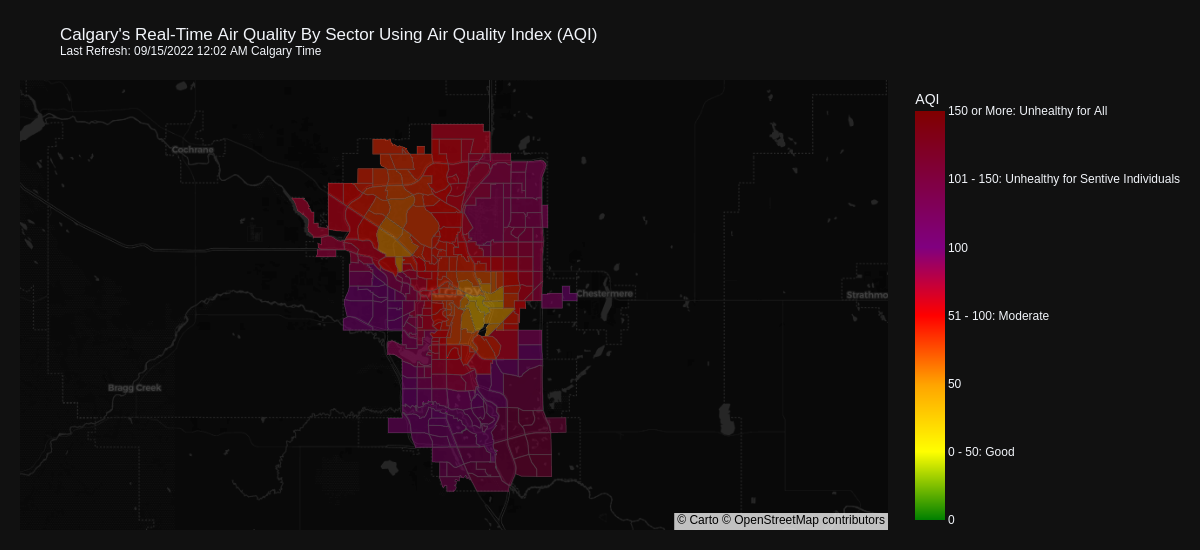 Calgary's Real-Time Air Quality By Sector Using Air Quality Index (AQI)
Last Refresh: 09/15/2022 12:02 AM Calgary Time
AQI
150 or More: Unhealthy for All
Cochrane
101 - 150: Unhealthy for Sentive Individuals
100
CALGARY
Chestermere
Strathmo
51 - 100: Moderate
Bragg Creek
50
0 - 50: Good
© Carto © OpenStreetMap contributors
0